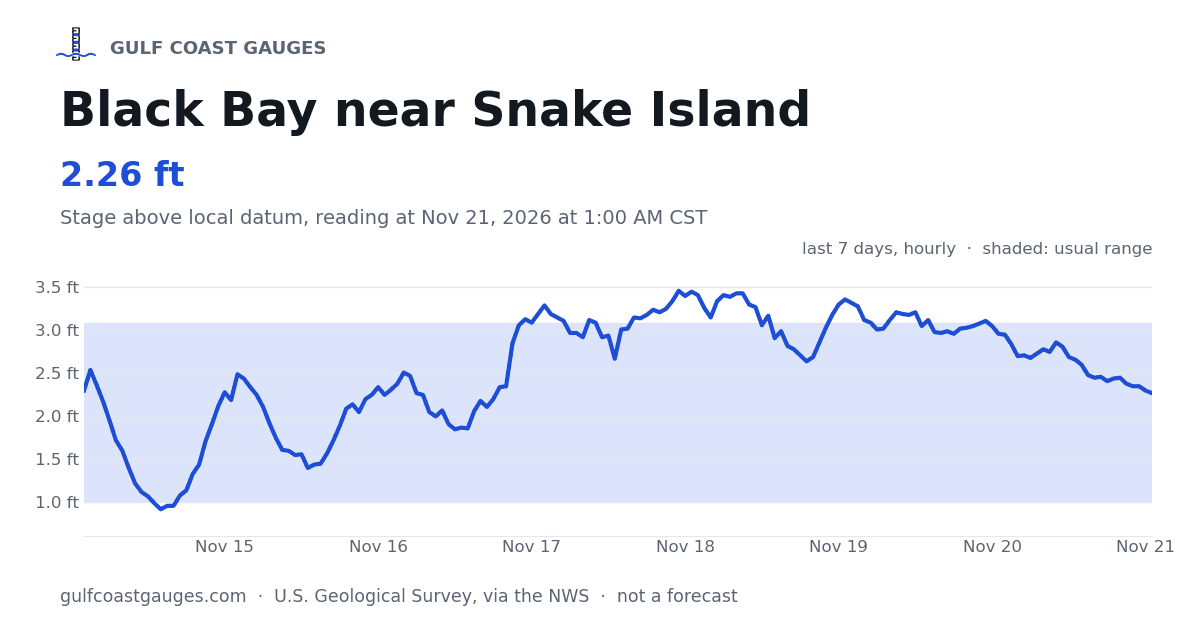 GULF COAST GAUGES
Black Bay near Snake Island
2.26 ft
Stage above local datum, reading at Nov 21, 2026 at 1:00 AM CST
last 7 days, hourly · shaded: usual range
3.5 ft
3.0 ft
2.5 ft
2.0 ft
1.5 ft
1.0 ft
Nov 15 Nov 16 Nov 17 Nov 18 Nov 19 Nov 20 Nov 21
gulfcoastgauges.com · U.S. Geological Survey, via the NWS · not a forecast